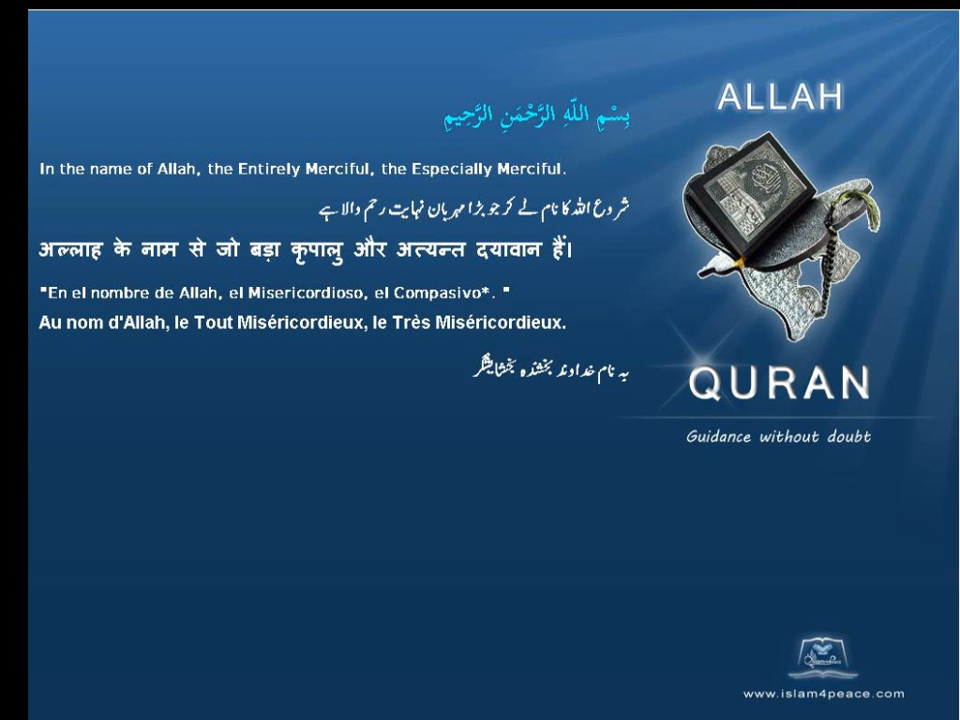 بِسْمِ اللّهِ الرَّحْمَنِ الرَّحِيمِ
In the name of Allah, the Entirely Merciful, the Especially Merciful.
شروع الله کا نام لے کر جو بڑا مہربان نہایت رحم والا ہے
अल्लाह के नाम से जो बड़ा कृपालु और अत्यन्त दयावान हैं।
"En el nombre de Allah, el Misericordioso, el Compasivo*. "
Au nom d'Allah, le Tout Miséricordieux, le Très Miséricordieux.
به نام خداوند بخشنده بخشایشگر
ALLAH
QURAN
Guidance without doubt
www.islam4peace.com